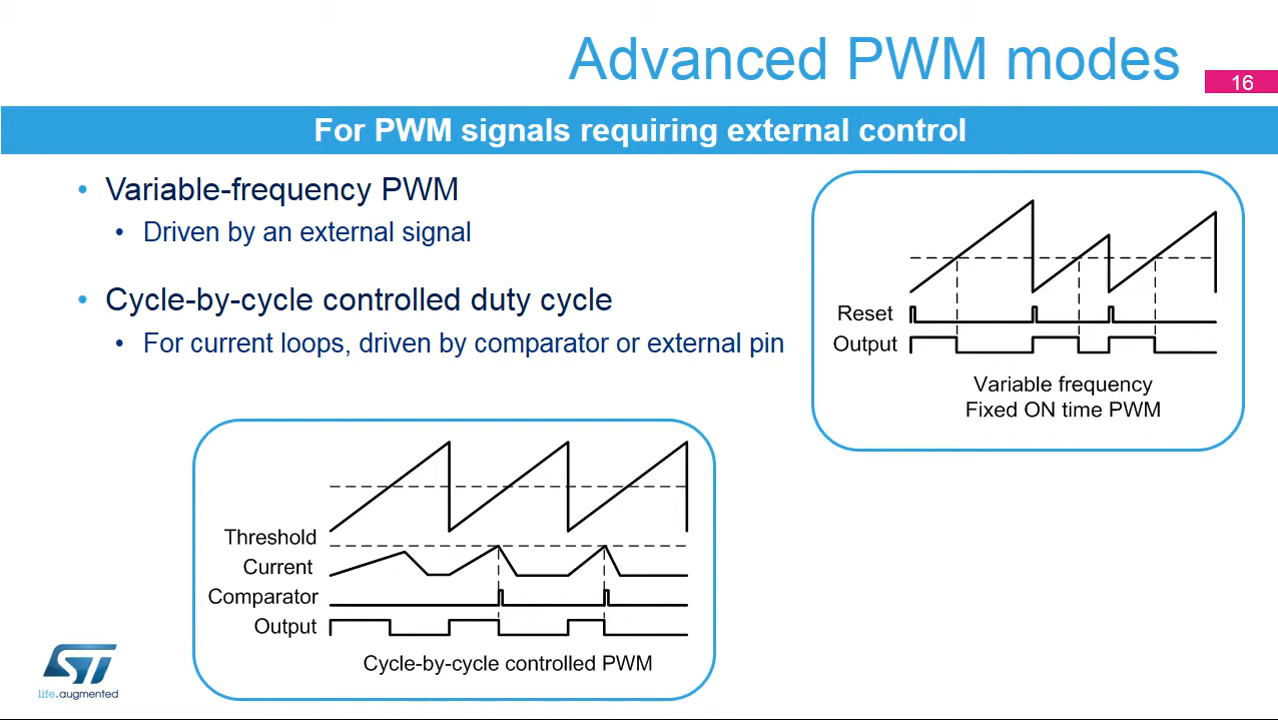 Advanced PWM modes
16
For PWM signals requiring external control
• Variable-frequency PWM
• Driven by an external signal
• Cycle-by-cycle controlled duty cycle
• For current loops, driven by comparator or external pin
Reset
Output
Variable frequency
Fixed ON time PWM
Threshold
Current
Comparator
Output
Cycle-by-cycle controlled PWM
ST
life.augmented